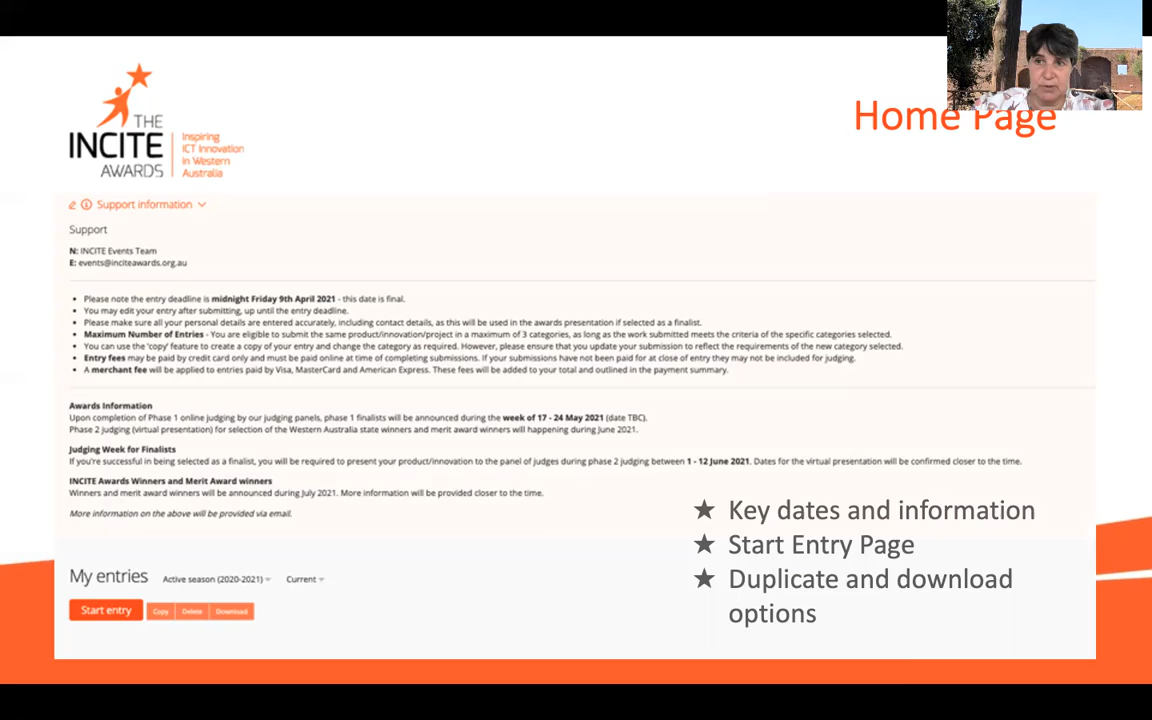 THE
INCITE
AWARDS
Inspiring
ICT Innovation
in Western
Australia
Home Page
Support information
Support
N: INCITE Events Team
E: events@inciteawards.org.au
Please note the entry deadline is midnight Friday 9th April 2021 - this date is final.
You may edit your entry after submitting, up until the entry deadline.
Please make sure all your personal details are entered accurately, including contact details, as this will be used in the awards presentation if selected as a finalist.
Maximum Number of Entries - You are eligible to submit the same product/innovation/project in a maximum of 3 categories, as long as the work submitted meets the criteria of the specific categories selected.
You can use the 'copy' feature to create a copy of your entry and change the category as required. However, please ensure that you update your submission to reflect the requirements of the new category selected.
Entry fees may be paid by credit card only and must be paid online at time of completing submissions. If your submissions have not been paid for at close of entry they may not be included for judging.
A merchant fee will be applied to entries paid by Visa, MasterCard and American Express. These fees will be added to your total and outlined in the payment summary.
Awards Information
Upon completion of Phase 1 online judging by our judging panels, phase 1 finalists will be announced during the week of 17 - 24 May 2021 (date TBC).
Phase 2 judging (virtual presentation) for selection of the Western Australia state winners and merit award winners will happening during June 2021.
Judging Week for Finalists
If you're successful in being selected as a finalist, you will be required to present your product/innovation to the panel of judges during phase 2 judging between 1 - 12 June 2021. Dates for the virtual presentation will be confirmed closer to the time.
INCITE Awards Winners and Merit Award winners
Winners and merit award winners will be announced during July 2021. More information will be provided closer to the time.
More information on the above will be provided via email.
★ Key dates and information
★ Start Entry Page
★ Duplicate and download
options
My entries Active season (2020-2021) Current
Start entry Copy Delete Download